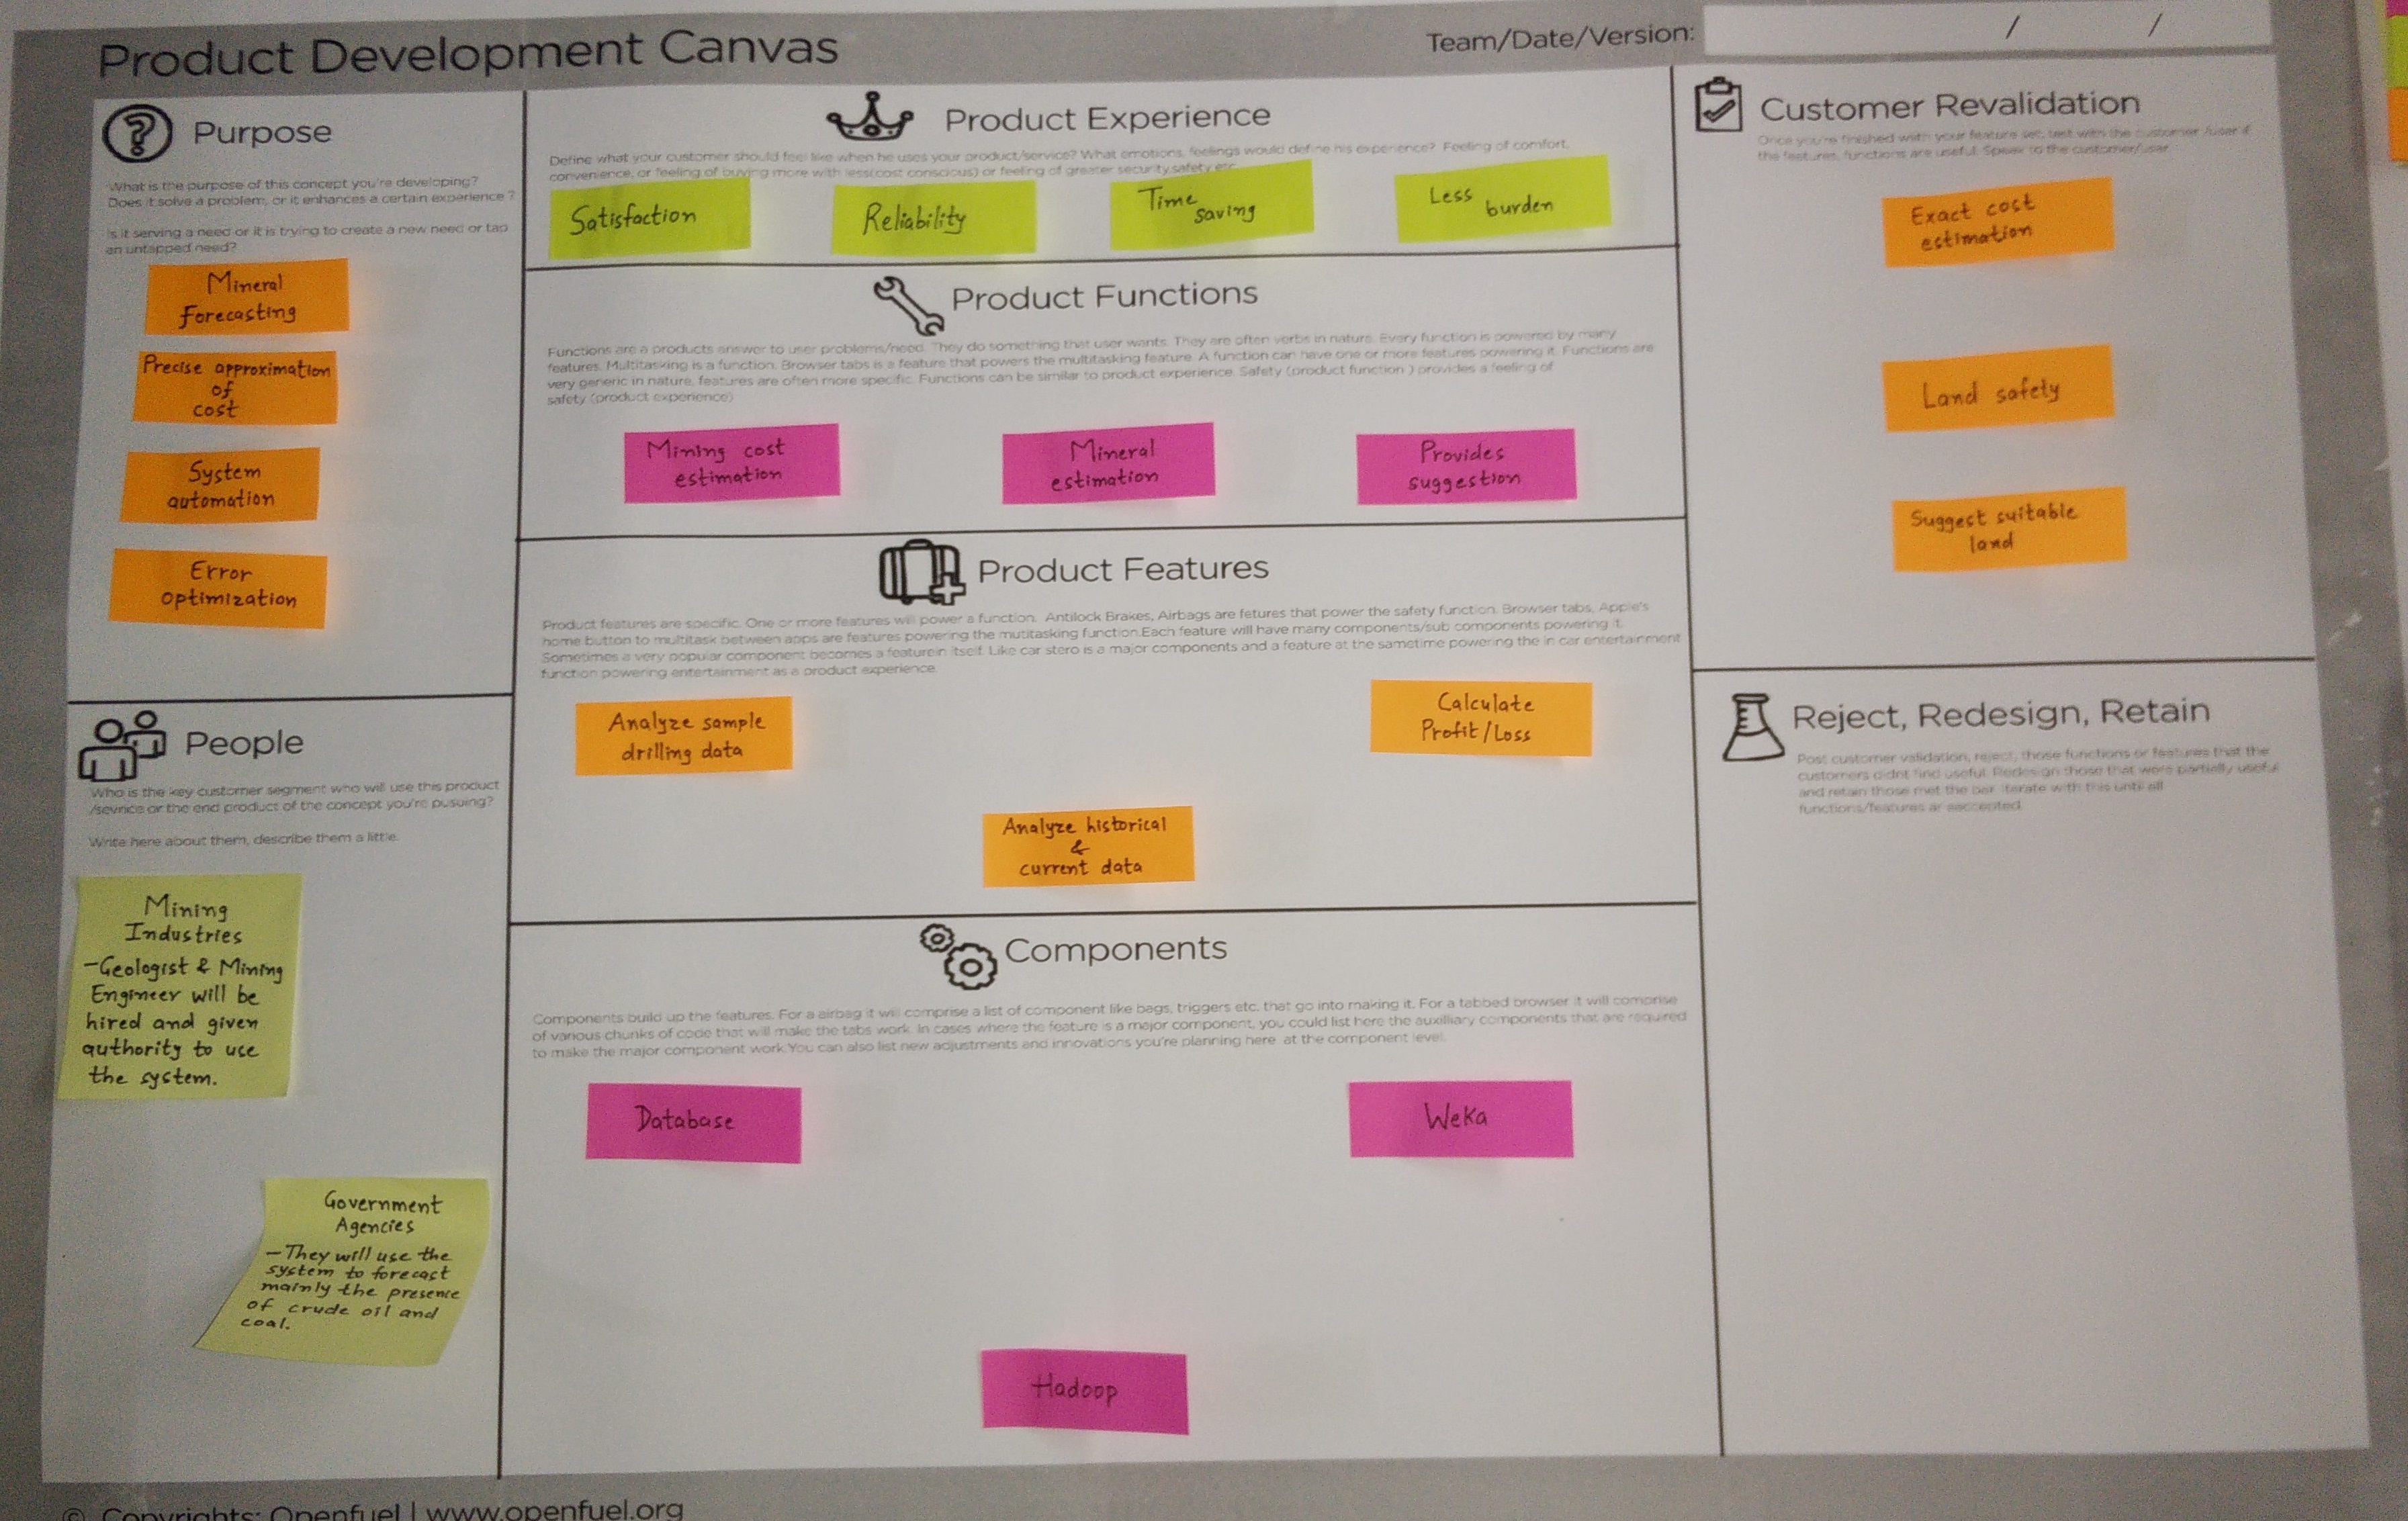 Product Development Canvas
Team/Date/Version:
/ /
Purpose
What is the purpose of this concept you're developing?
Does it solve a problem, or it enhances a certain experience ?
Is it serving a need or it is trying to create a new need or tap
an untapped need?
Mineral
Forecasting
Precise approximation
of
cost
System
automation
Error
optimization
People
Who is the key customer segment who will use this product
/sevrice or the end product of the concept you're pusuing?
Write here about them, describe them a little.
Mining
Industries
-Geologist & Mining
Engineer will be
hired and given
authority to use
the system.
Government
Agencies
- They will use the
system to forecast
mainly the presence
of crude oil and
coal.
Product Experience
Define what your customer should feel like when he uses your product/service? What emotions, feelings would define his experience? Feeling of comfort,
convenience, or feeling of buying more with less(cost conscious) or feeling of greater security,safety etc
Satisfaction
Reliability
Time
saving
Less
burden
Product Functions
Functions are a products answer to user problems/need. They do something that user wants. They are often verbs in nature. Every function is powered by many
features. Multitasking is a function. Browser tabs is a feature that powers the multitasking feature. A function can have one or more features powering it. Functions are
very generic in nature, features are often more specific. Functions can be similar to product experience. Safety (product function ) provides a feeling of
safety (product experience)
Mining cost
estimation
Mineral
estimation
Provides
suggestion
Product Features
Product features are specific. One or more features will power a function. Antilock Brakes, Airbags are fetures that power the safety function. Browser tabs, Apple's
home button to multitask between apps are features powering the mutitasking function.Each feature will have many components/sub components powering it.
Sometimes a very popular component becomes a featurein itself. Like car stero is a major components and a feature at the sametime powering the in car entertainment
function powering entertainment as a product experience.
Analyze sample
drilling data
Calculate
Profit/Loss
Analyze historical
&
current data
Components
Components build up the features. For a airbag it will comprise a list of component like bags, triggers etc. that go into making it. For a tabbed browser it will comprise
of various chunks of code that will make the tabs work. In cases where the feature is a major component, you could list here the auxilliary components that are required
to make the major component work.You can also list new adjustments and innovations you're planning here at the component level.
Database
Weka
Hadoop
Customer Revalidation
Once you're finished with your feature set, test with the customer /user if
the features, functions are useful. Speak to the customer/user
Exact cost
estimation
Land safety
Suggest suitable
land
Reject, Redesign, Retain
Post customer validation, reject, those functions or features that the
customers didnt find useful. Redesign those that were partially useful
and retain those met the bar. Iterate with this until all
functions/features ar
© Copyrights: Openfuel | www.openfuel.org